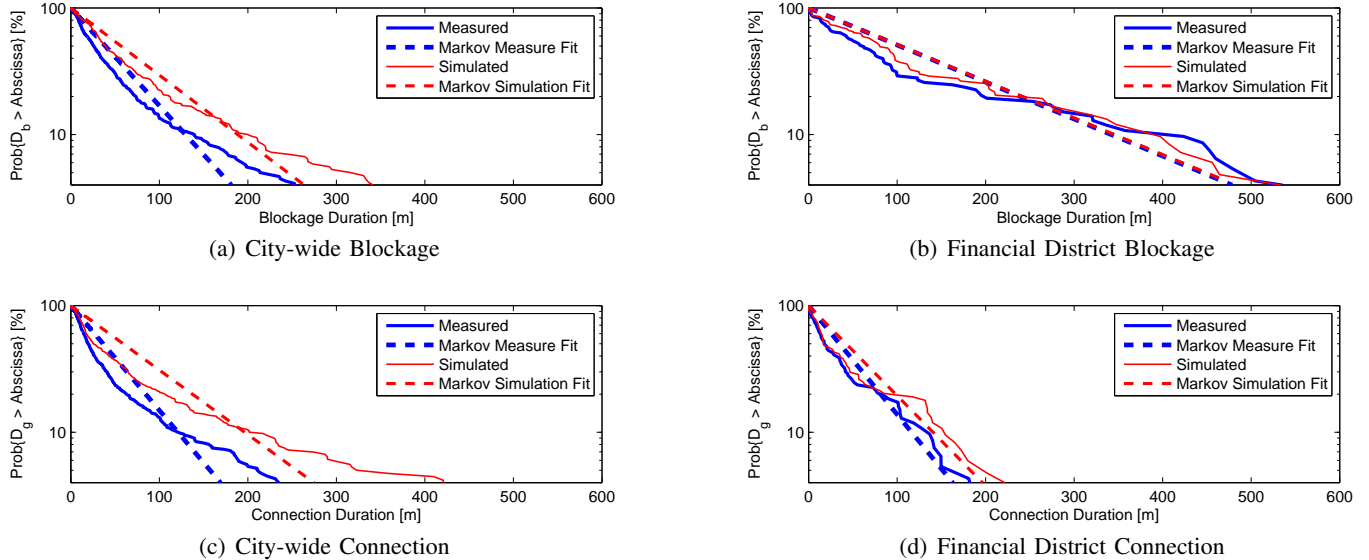 100
10
Prob{D_b > Abscissa} [%]
Measured
Markov Measure Fit
Simulated
Markov Simulation Fit
0 100 200 300 400 500 600
Blockage Duration [m]
(a) City-wide Blockage
100
10
Prob{D_b > Abscissa} [%]
Measured
Markov Measure Fit
Simulated
Markov Simulation Fit
0 100 200 300 400 500 600
Blockage Duration [m]
(b) Financial District Blockage
100
10
Prob{D_g > Abscissa} [%]
Measured
Markov Measure Fit
Simulated
Markov Simulation Fit
0 100 200 300 400 500 600
Connection Duration [m]
(c) City-wide Connection
100
10
Prob{D_g > Abscissa} [%]
Measured
Markov Measure Fit
Simulated
Markov Simulation Fit
0 100 200 300 400 500 600
Connection Duration [m]
(d) Financial District Connection